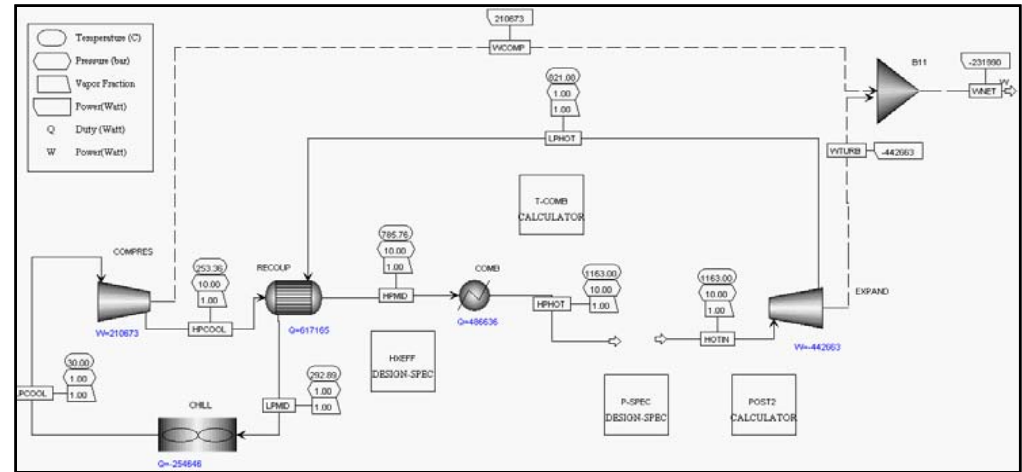 Temperature (C)
Pressure (bar)
Vapor Fraction
Power(Watt)
Q Duty (Watt)
W Power(Watt)
210673
WCOMP
B11
-231990
WNET
W
821.00
1.00
1.00
LPHOT
WTURB
-442663
T-COMB
CALCULATOR
COMPRES
253.36
10.00
1.00
HPCOOL
W=210673
RECOUP
Q=617165
785.76
10.00
1.00
HPMID
COMB
Q=486636
1163.00
10.00
1.00
HPHOT
1163.00
10.00
1.00
HOTIN
EXPAND
W=-442663
HXEFF
DESIGN-SPEC
30.00
1.00
1.00
LPCOOL
CHILL
Q=-254646
292.89
1.00
1.00
LPMID
P-SPEC
DESIGN-SPEC
POST2
CALCULATOR